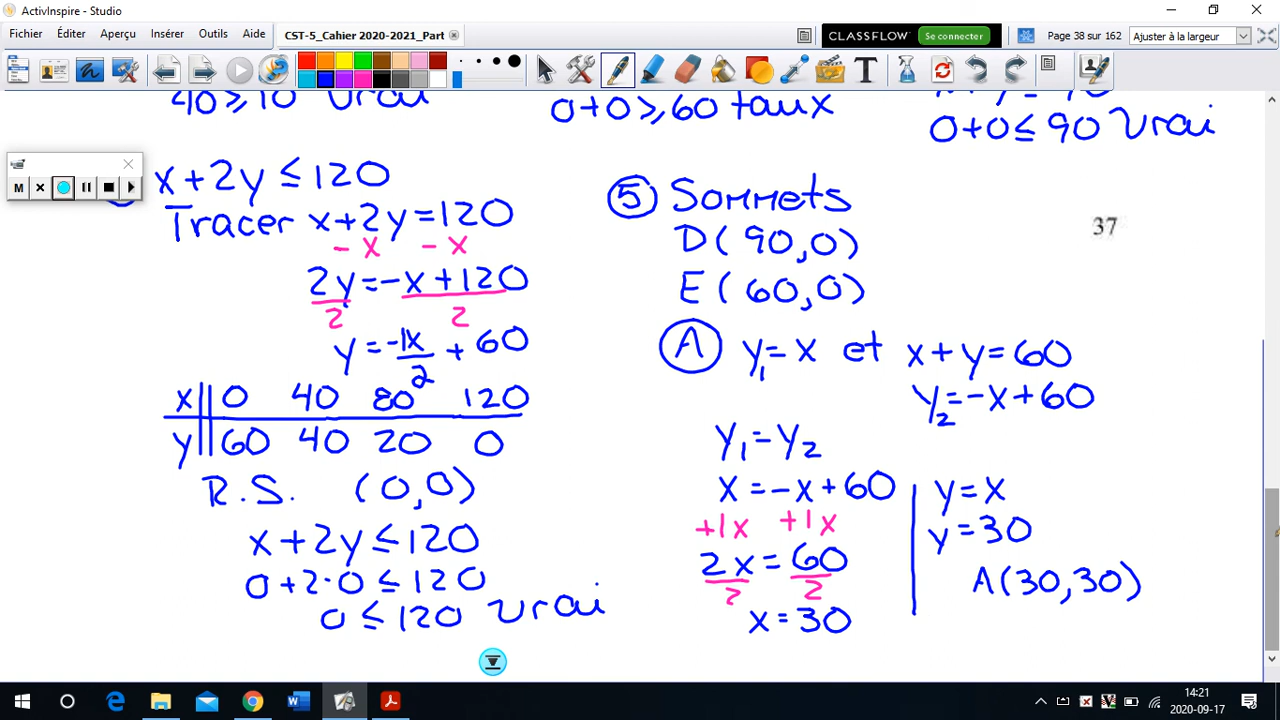 ActivInspire - Studio
Fichier Éditer Aperçu Insérer Outils Aide CST-5_Cahier 2020-2021_Part CLASSFLOW Se connecter Page 38 sur 162 Ajuster à la largeur
40 ≥ 10 vrai
0+0 ≥ 60 faux
0+0 ≤ 90 vrai
M
x+2y ≤ 120
Tracer x+2y=120
- x - x
2y=-x+120
2 2
y = -1x/2 + 60
x 0 40 80 120
y 60 40 20 0
R.S. (0,0)
x+2y ≤ 120
0+2·0 ≤ 120
0 ≤ 120 vrai
5 Sommets
D(90,0)
E(60,0)
A y₁=x et x+y=60
y₂=-x+60
y₁=y₂
x=-x+60
+1x +1x
2x=60
2 2
x=30
y=x
y=30
A(30,30)
37
14:21
2020-09-17